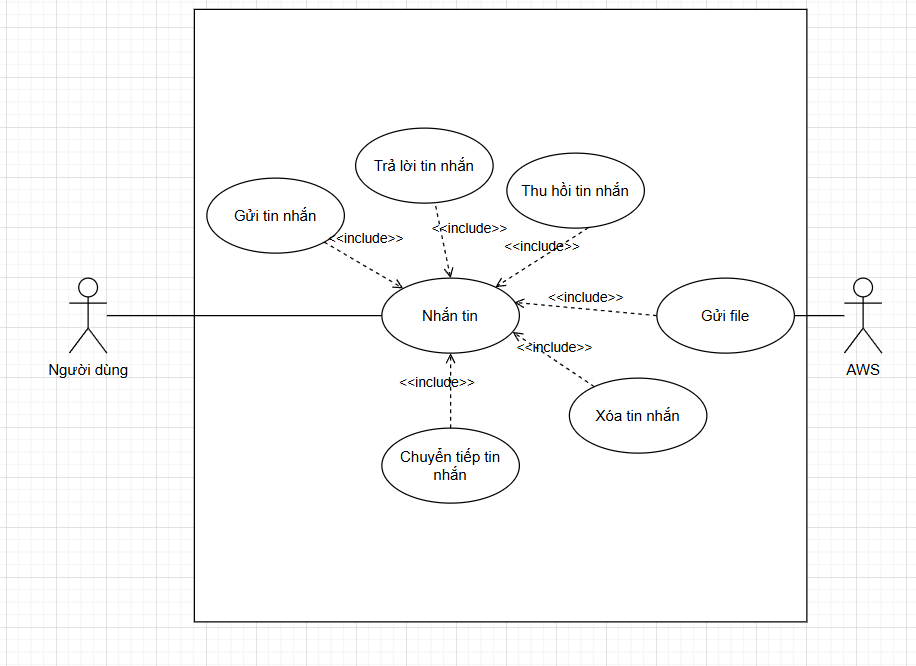 Trả lời tin nhắn
Thu hồi tin nhắn
Gửi tin nhắn
<<include>>
<<include>>
<<include>>
<<include>>
Nhắn tin
Gửi file
<<include>>
Người dùng
AWS
<<include>>
Xóa tin nhắn
Chuyển tiếp tin
nhắn